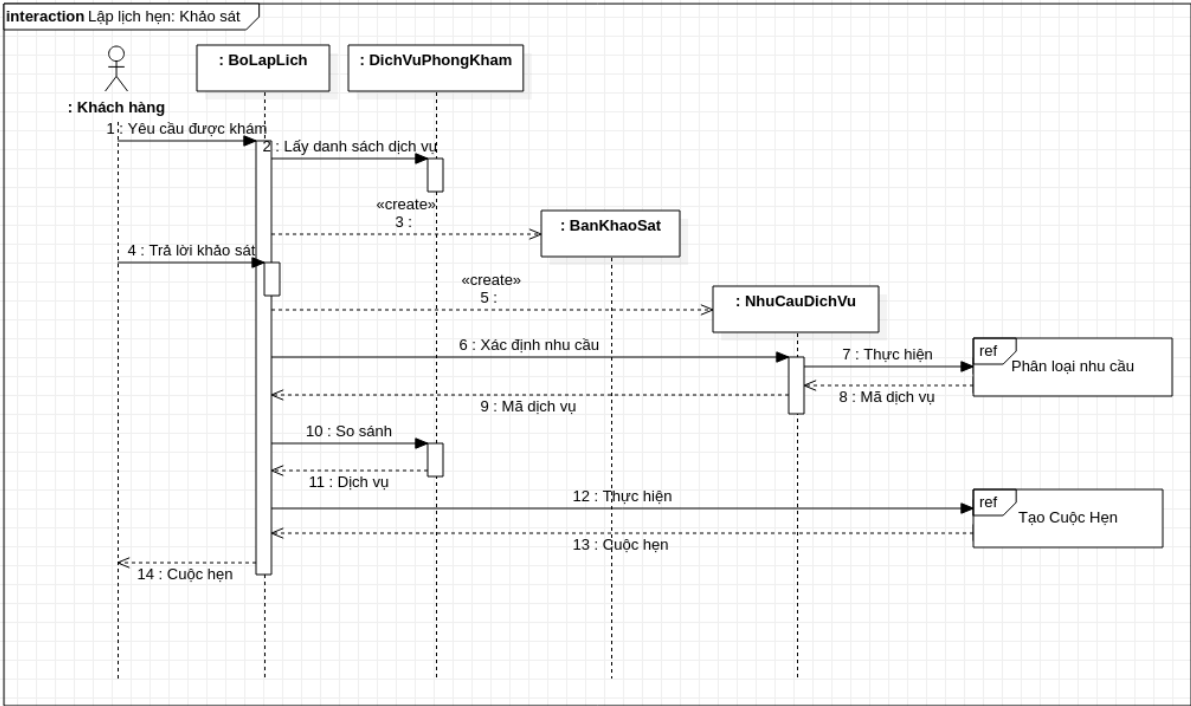 interaction Lập lịch hẹn: Khảo sát
: BoLapLich
: DichVuPhongKham
: Khách hàng
1 : Yêu cầu được khám
2 : Lấy danh sách dịch vụ
«create»
3 :
: BanKhaoSat
4 : Trả lời khảo sát
«create»
5 :
: NhuCauDichVu
6 : Xác định nhu cầu
7 : Thực hiện
ref
Phân loại nhu cầu
8 : Mã dịch vụ
9 : Mã dịch vụ
10 : So sánh
11 : Dịch vụ
12 : Thực hiện
ref
Tạo Cuộc Hẹn
13 : Cuộc hẹn
14 : Cuộc hẹn